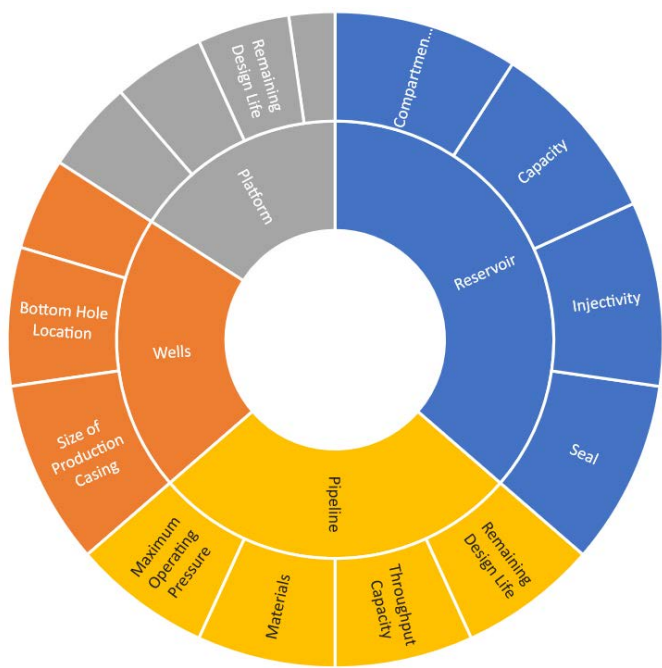 Compartmen...
Capacity
Injectivity
Seal
Reservoir
Remaining
Design Life
Throughput
Capacity
Materials
Maximum
Operating
Pressure
Pipeline
Size of
Production
Casing
Bottom Hole
Location
Wells
Remaining
Design Life
Platform